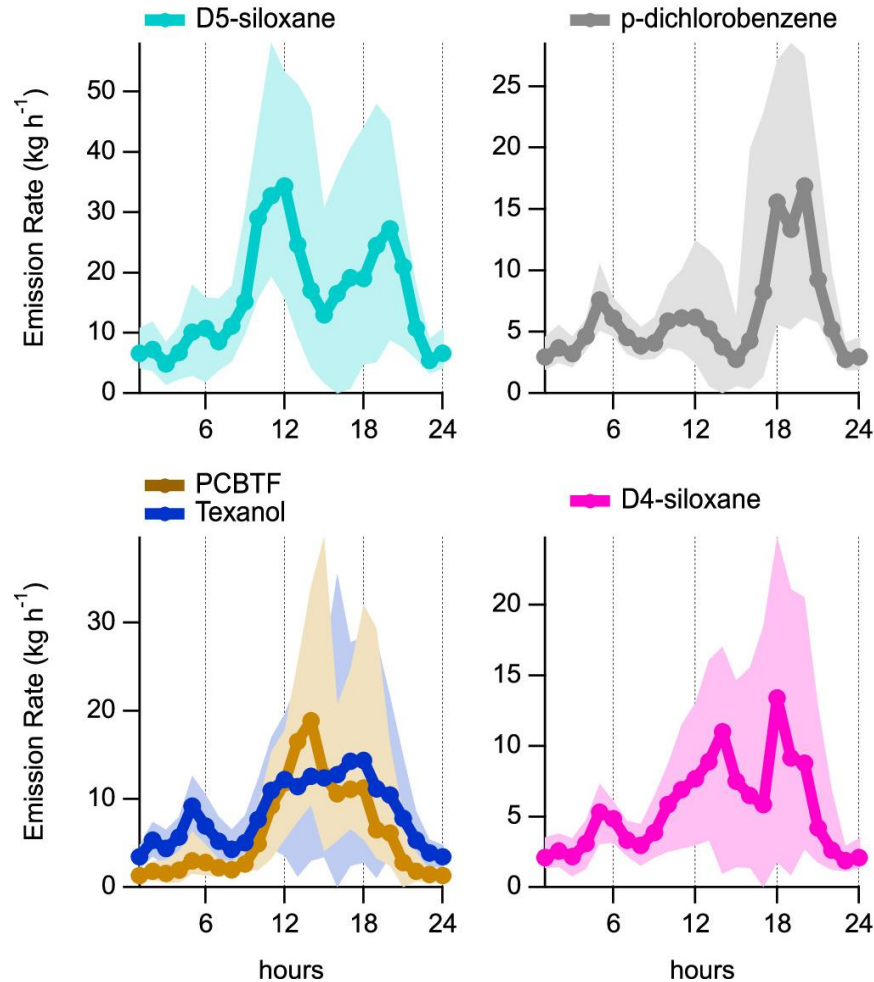 D5-siloxane
Emission Rate (kg h⁻¹)
50
40
30
20
10
0
6 12 18 24
p-dichlorobenzene
25
20
15
10
5
0
6 12 18 24
PCBTF
Texanol
Emission Rate (kg h⁻¹)
30
20
10
0
6 12 18 24
hours
D4-siloxane
20
15
10
5
0
6 12 18 24
hours